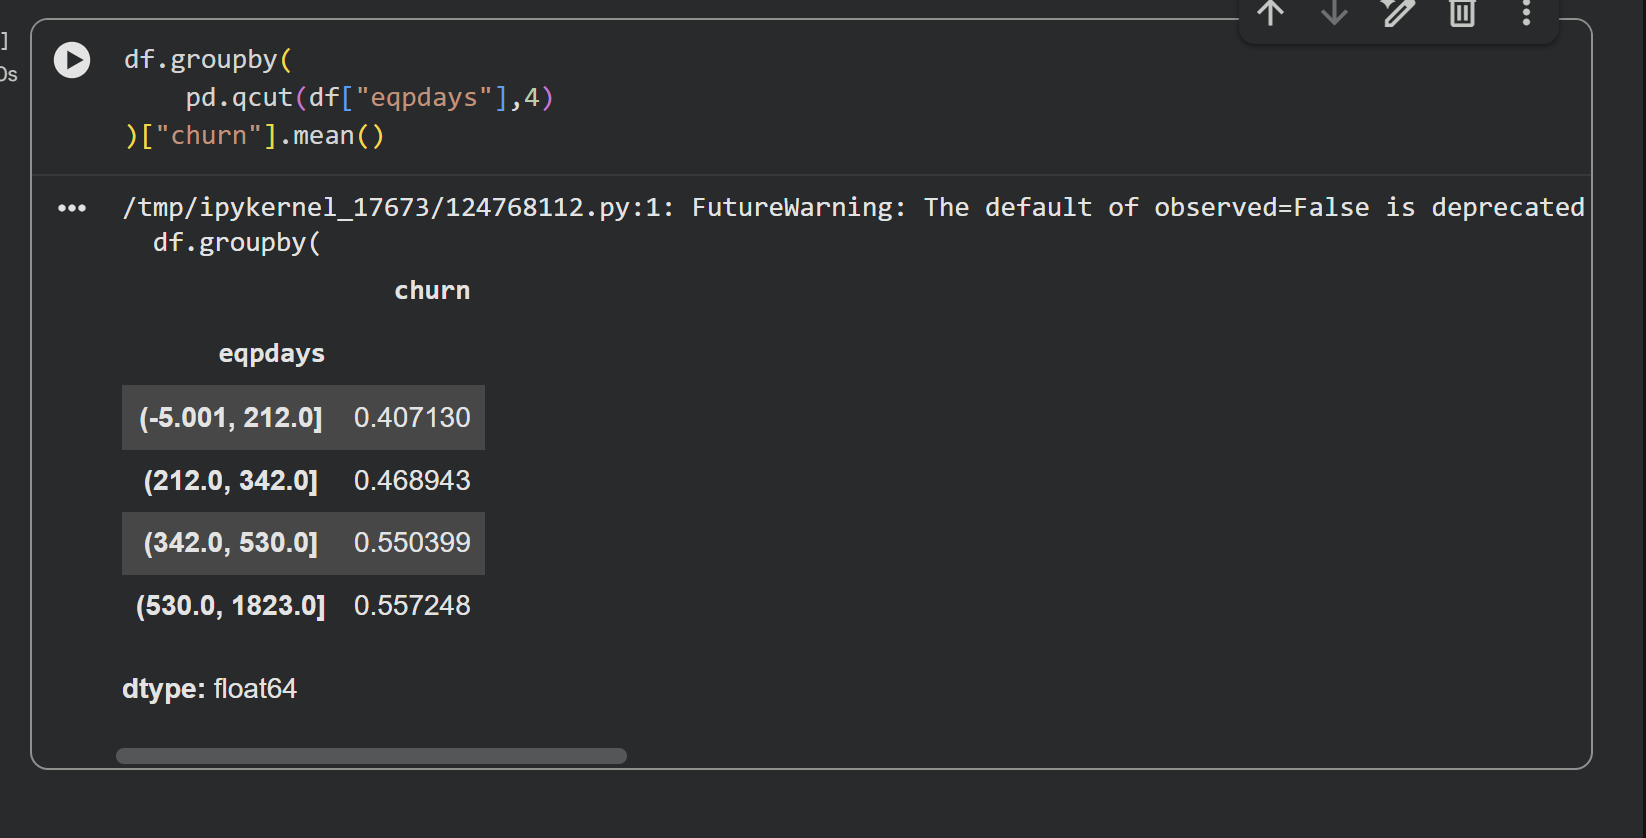 ]
0s
df.groupby(
    pd.qcut(df["eqpdays"],4)
)["churn"].mean()
/tmp/ipykernel_17673/124768112.py:1: FutureWarning: The default of observed=False is deprecated
  df.groupby(
churn
eqpdays
(-5.001, 212.0] 0.407130
(212.0, 342.0] 0.468943
(342.0, 530.0] 0.550399
(530.0, 1823.0] 0.557248
dtype: float64